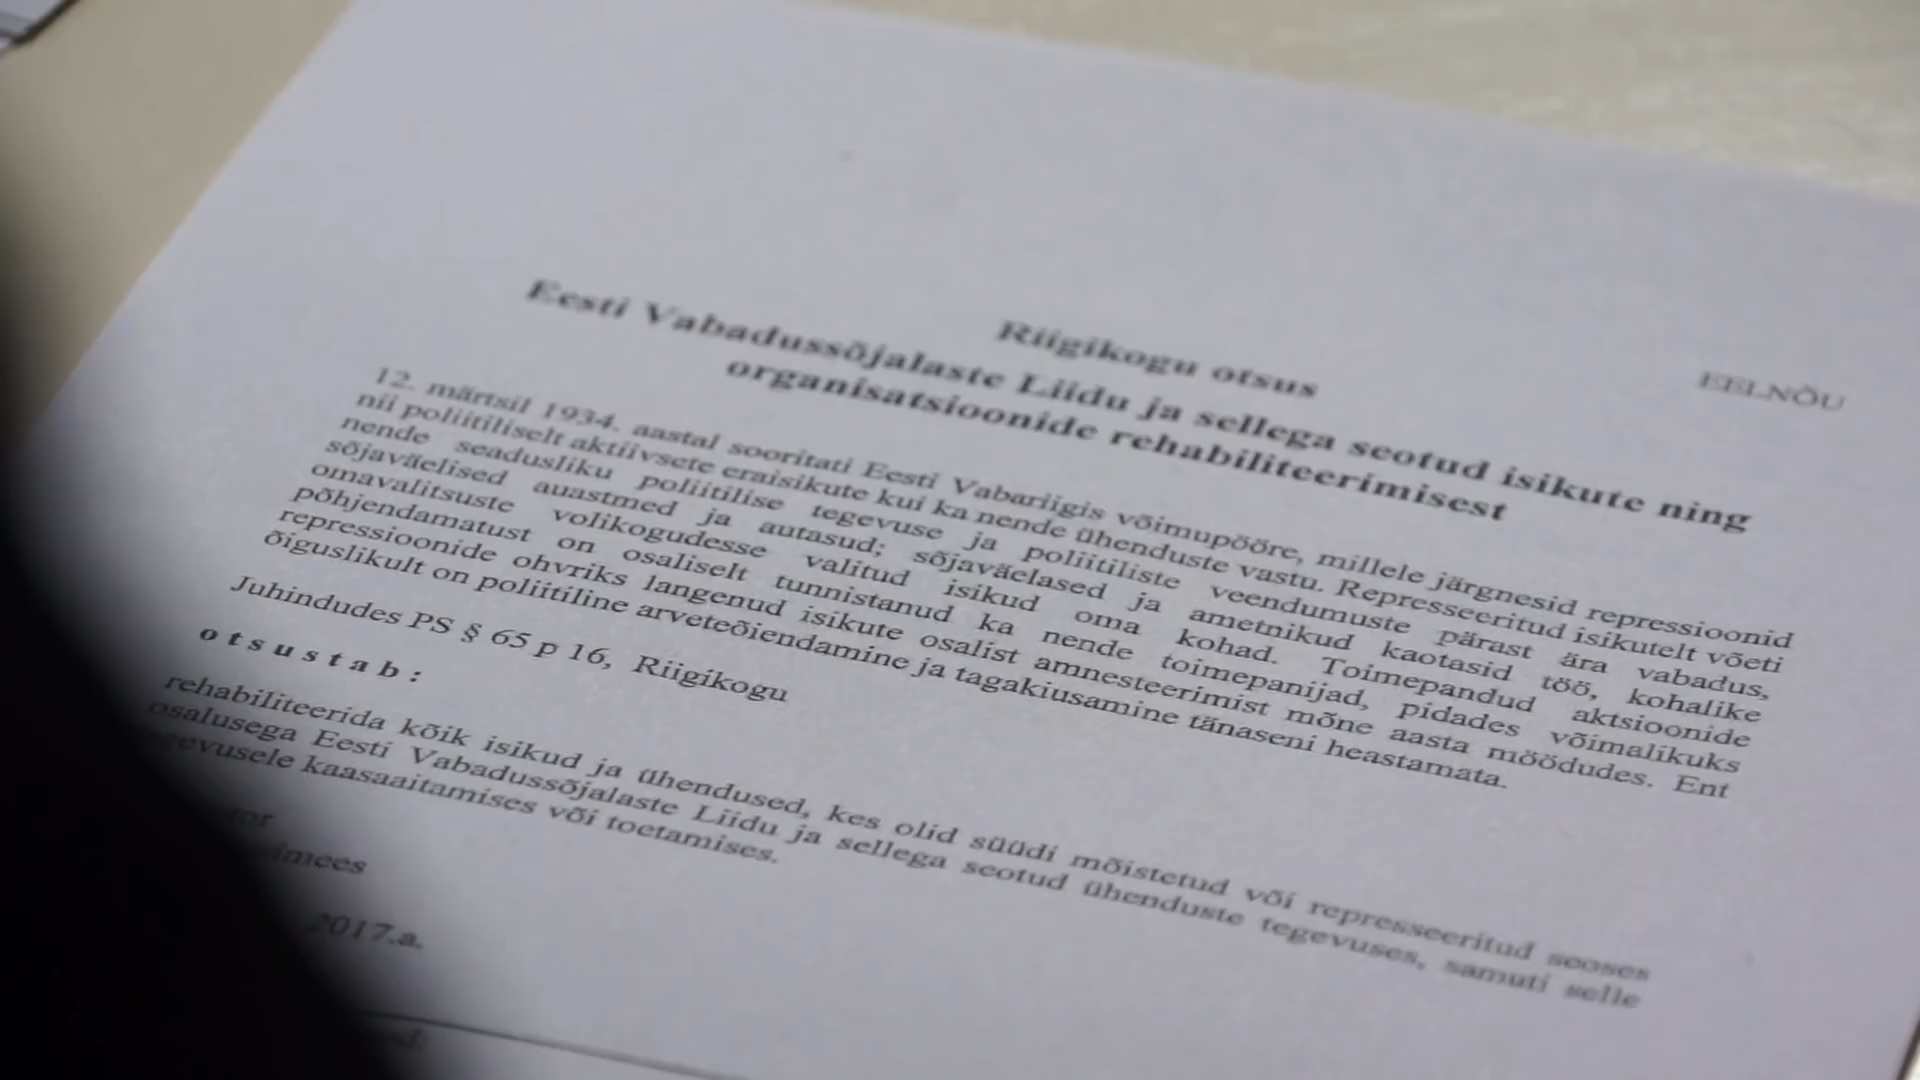 EELNÕU
Riigikogu otsus
Eesti Vabadussõjalaste Liidu ja sellega seotud isikute ning
organisatsioonide rehabiliteerimisest
12. märtsil 1934. aastal sooritati Eesti Vabariigis võimupööre, millele järgnesid repressioonid
nii poliitiliselt aktiivsete eraisikute kui ka nende ühenduste vastu. Represseeritud isikutelt võeti
nende seadusliku poliitilise tegevuse ja poliitiliste veendumuste pärast ära vabadus,
sõjaväelised auastmed ja autasud; sõjaväelased ja ametnikud kaotasid töö, kohalike
omavalitsuste volikogudesse valitud isikud oma kohad. Toimepandud aktsioonide
põhjendamatust on osaliselt tunnistanud ka nende toimepanijad, pidades võimalikuks
repressioonide ohvriks langenud isikute osalist amnesteerimist mõne aasta möödudes. Ent
õiguslikult on poliitiline arveteõiendamine ja tagakiusamine tänaseni heastamata.
Juhindudes PS § 65 p 16, Riigikogu
o t s u s t a b :
rehabiliteerida kõik isikud ja ühendused, kes olid süüdi mõistetud või represseeritud seoses
osalusega Eesti Vabadussõjalaste Liidu ja sellega seotud ühenduste tegevuses, samuti selle
kaasaaitamises või toetamises.
2017.a.